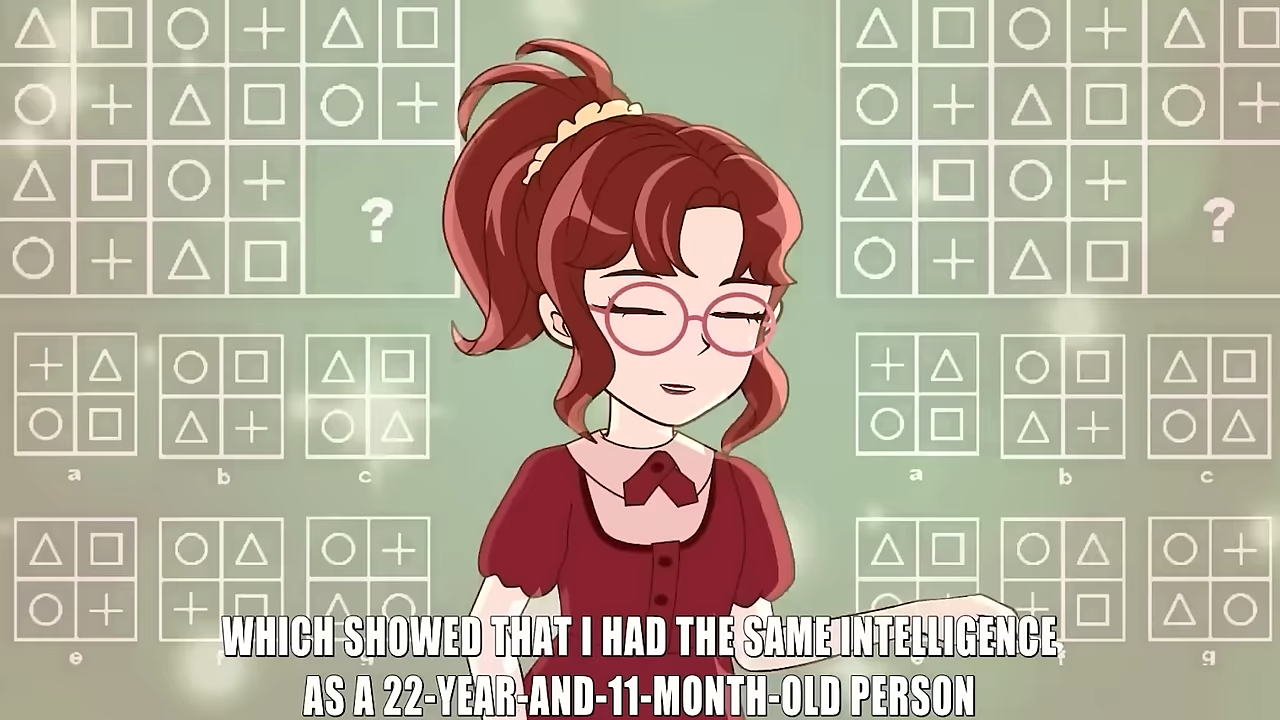 ?
?
a b c
a b c
e f g
e f g
WHICH SHOWED THAT I HAD THE SAME INTELLIGENCE
AS A 22-YEAR-AND-11-MONTH-OLD PERSON